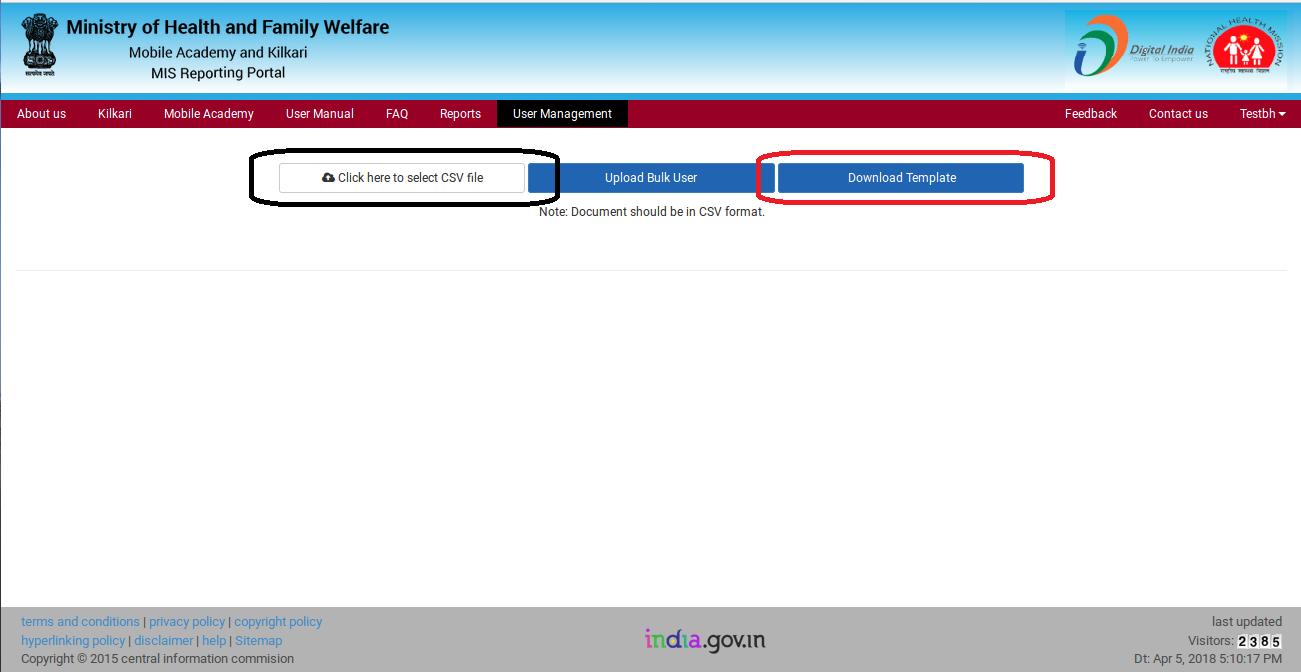 Ministry of Health and Family Welfare
Mobile Academy and Kilkari
MIS Reporting Portal
सत्यमेव जयते
Digital India
Power To Empower
NATIONAL HEALTH MISSION
राष्ट्रीय स्वास्थ्य मिशन
About us Kilkari Mobile Academy User Manual FAQ Reports User Management Feedback Contact us Testbh
Click here to select CSV file Upload Bulk User Download Template
Note: Document should be in CSV format.
terms and conditions | privacy policy | copyright policy
hyperlinking policy | disclaimer | help | Sitemap
Copyright © 2015 central information commision
india.gov.in
last updated
Visitors: 2385
Dt: Apr 5, 2018 5:10:17 PM